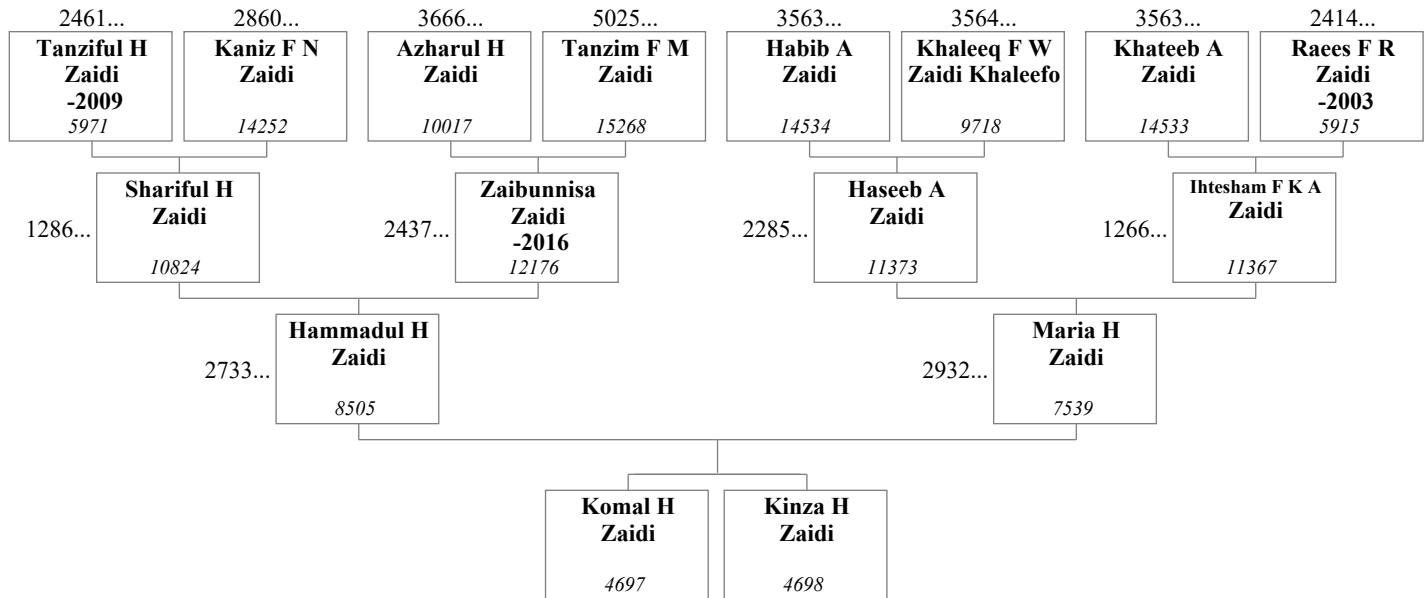 2461... 2860... 3666... 5025... 3563... 3564... 3563... 2414...
Tanziful H Kaniz F N Azharul H Tanzim F M Habib A Khaleeq F W Khateeb A Raees F R
Zaidi Zaidi Zaidi Zaidi Zaidi Zaidi Khaleefo Zaidi Zaidi
-2009 -2003
5971 14252 10017 15268 14534 9718 14533 5915
Shariful H Zaibunnisa Haseeb A Ihtesham F K A
Zaidi Zaidi Zaidi Zaidi
1286... 2437... -2016 2285... 1266...
10824 12176 11373 11367
Hammadul H Maria H
Zaidi Zaidi
2733... 2932...
8505 7539
Komal H Kinza H
Zaidi Zaidi
4697 4698